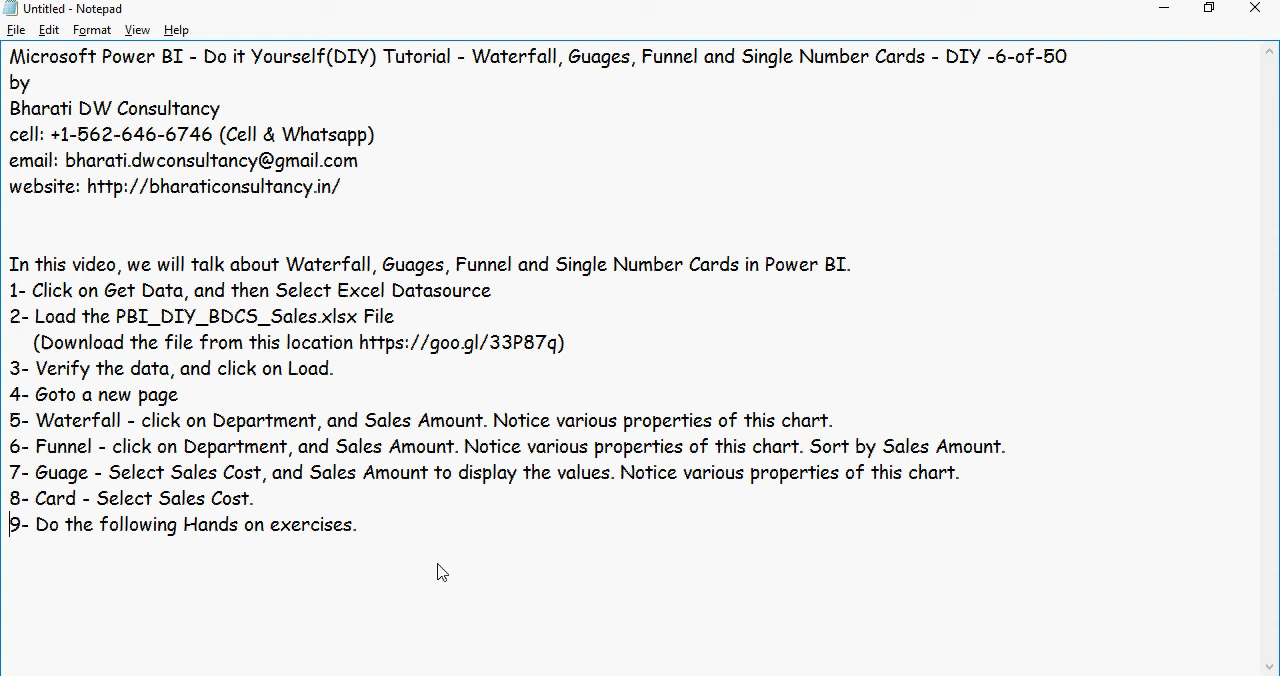 Untitled - Notepad
File Edit Format View Help
Microsoft Power BI - Do it Yourself(DIY) Tutorial - Waterfall, Guages, Funnel and Single Number Cards - DIY -6-of-50
by
Bharati DW Consultancy
cell: +1-562-646-6746 (Cell & Whatsapp)
email: bharati.dwconsultancy@gmail.com
website: http://bharaticonsultancy.in/
In this video, we will talk about Waterfall, Guages, Funnel and Single Number Cards in Power BI.
1- Click on Get Data, and then Select Excel Datasource
2- Load the PBI_DIY_BDCS_Sales.xlsx File
(Download the file from this location https://goo.gl/33P87q)
3- Verify the data, and click on Load.
4- Goto a new page
5- Waterfall - click on Department, and Sales Amount. Notice various properties of this chart.
6- Funnel - click on Department, and Sales Amount. Notice various properties of this chart. Sort by Sales Amount.
7- Guage - Select Sales Cost, and Sales Amount to display the values. Notice various properties of this chart.
8- Card - Select Sales Cost.
9- Do the following Hands on exercises.